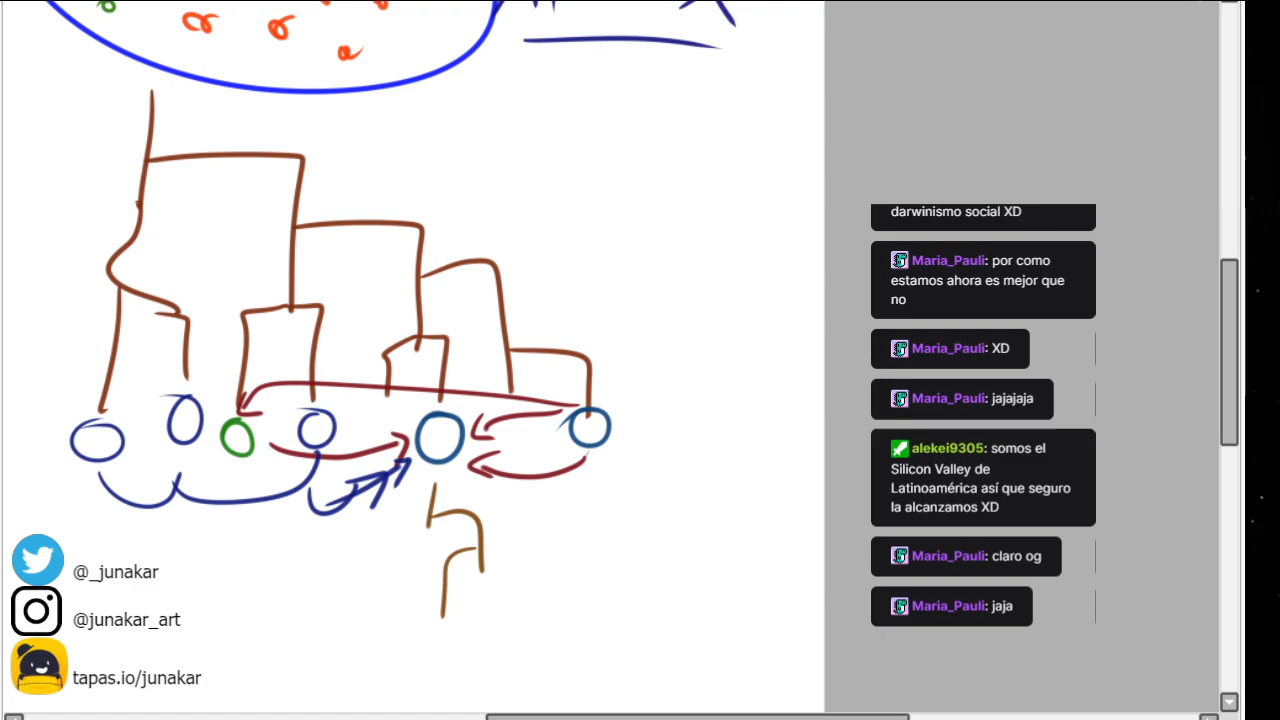 darwinismo social XD
Maria_Pauli: por como
estamos ahora es mejor que
no
Maria_Pauli: XD
Maria_Pauli: jajajaja
alekei9305: somos el
Silicon Valley de
Latinoamérica así que seguro
la alcanzamos XD
Maria_Pauli: claro og
Maria_Pauli: jaja
@_junakar
@junakar_art
tapas.io/junakar